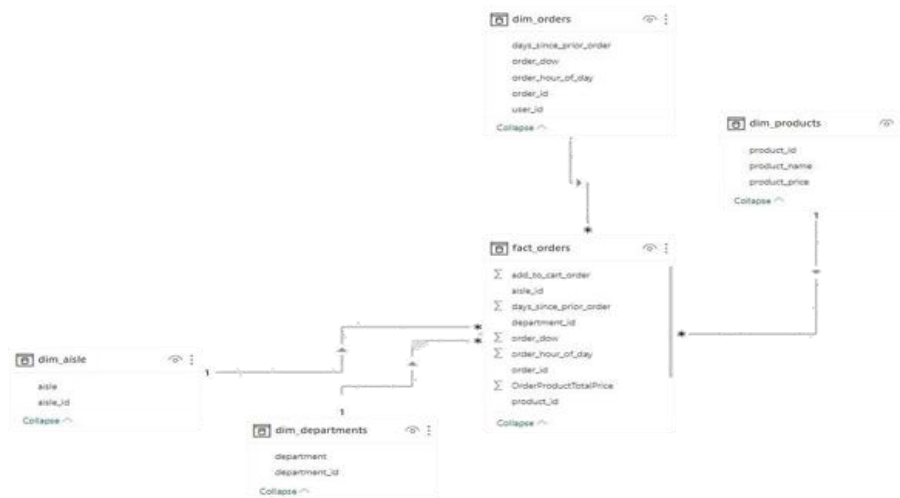 dim_orders
days_since_prior_order
order_dow
order_hour_of_day
order_id
user_id
Collapse
dim_products
product_id
product_name
product_price
Collapse
1
*
fact_orders
Σ add_to_cart_order
aisle_id
Σ days_since_prior_order
department_id
Σ order_dow
Σ order_hour_of_day
order_id
Σ OrderProductTotalPrice
product_id
Collapse
*
*
*
dim_aisle
aisle
aisle_id
Collapse
1
1
dim_departments
department
department_id
Collapse